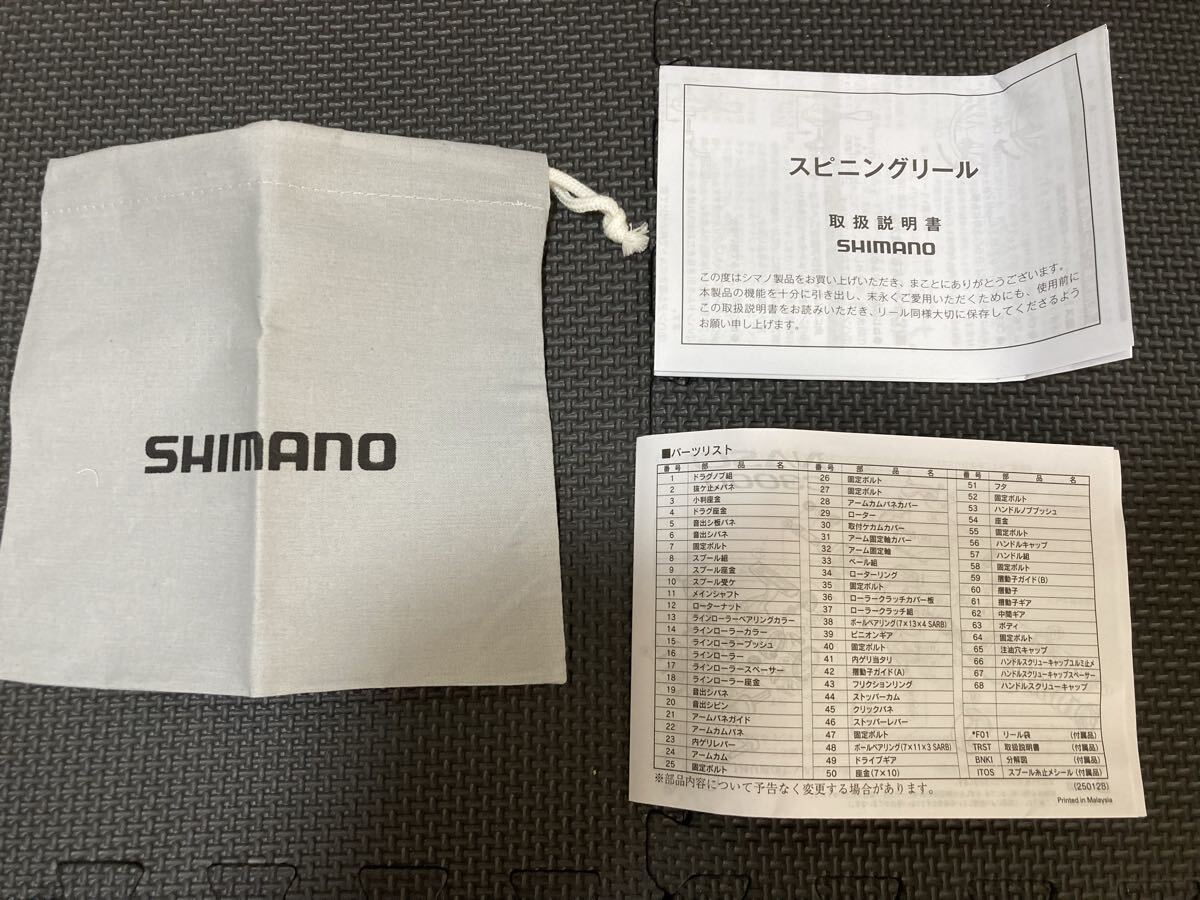 SHIMANO
スピニングリール
取扱説明書
SHIMANO
この度はシマノ製品をお買い上げいただき、まことにありがとうございます。
本製品の機能を十分に引き出し、末永くご愛用いただくためにも、使用前に
この取扱説明書をお読みいただき、リール同様大切に保存してくださるよう
お願い申し上げます。
■パーツリスト
番号 部品名
1 ドラグノブ組
2 抜ケ止メバネ
3 小判座金
4 ドラグ座金
5 音出シ板バネ
6 音出シバネ
7 固定ボルト
8 スプール組
9 スプール座金
10 スプール受ケ
11 メインシャフト
12 ローターナット
13 ラインローラーベアリングカラー
14 ラインローラーカラー
15 ラインローラーブッシュ
16 ラインローラー
17 ラインローラースペーサー
18 ラインローラー座金
19 音出シバネ
20 音出シピン
21 アームバネガイド
22 アームカムバネ
23 内ゲリレバー
24 アームカム
25 固定ボルト
番号 部品名
26 固定ボルト
27 固定ボルト
28 アームカムバネカバー
29 ローター
30 取付ケカムカバー
31 アーム固定軸カバー
32 アーム固定軸
33 ベール組
34 ローターリング
35 固定ボルト
36 ローラークラッチカバー板
37 ローラークラッチ組
38 ボールベアリング(7×13×4 SARB)
39 ピニオンギア
40 固定ボルト
41 内ゲリ当タリ
42 摺動子ガイド(A)
43 フリクションリング
44 ストッパーカム
45 クリックバネ
46 ストッパーレバー
47 固定ボルト
48 ボールベアリング(7×11×3 SARB)
49 ドライブギア
50 座金(7×10)
番号 部品名
51 フタ
52 固定ボルト
53 ハンドルノブブッシュ
54 座金
55 固定ボルト
56 ハンドルキャップ
57 ハンドル組
58 固定ボルト
59 摺動子ガイド(B)
60 摺動子
61 摺動子ギア
62 中間ギア
63 ボディ
64 固定ボルト
65 注油穴キャップ
66 ハンドルスクリューキャップユルミ止メ
67 ハンドルスクリューキャップスペーサー
68 ハンドルスクリューキャップ
*F01 リール袋 (付属品)
TRST 取扱説明書 (付属品)
BNKI 分解図 (付属品)
ITOS スプール糸止メシール (付属品)
※部品内容について予告なく変更する場合があります。
(250128)
Printed in Malaysia